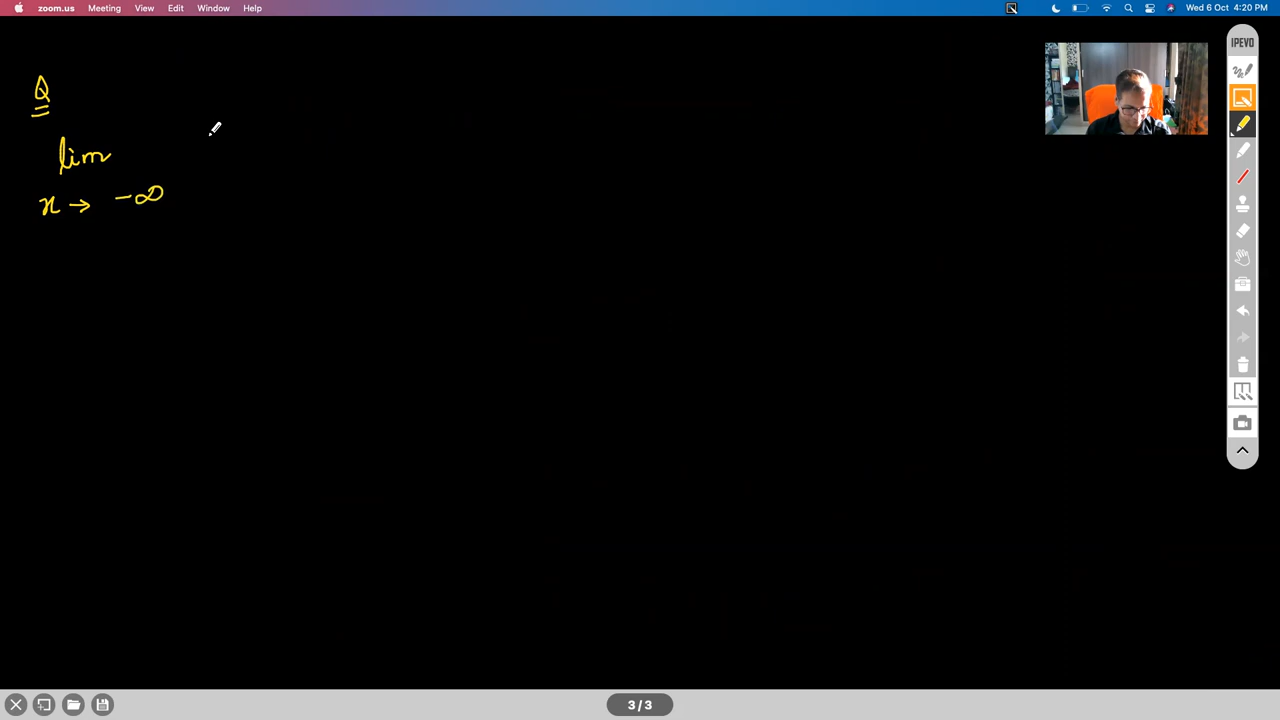 zoom.us Meeting View Edit Window Help Wed 6 Oct 4:20 PM
IPEVO
Q
lim
x → -∞
3/3